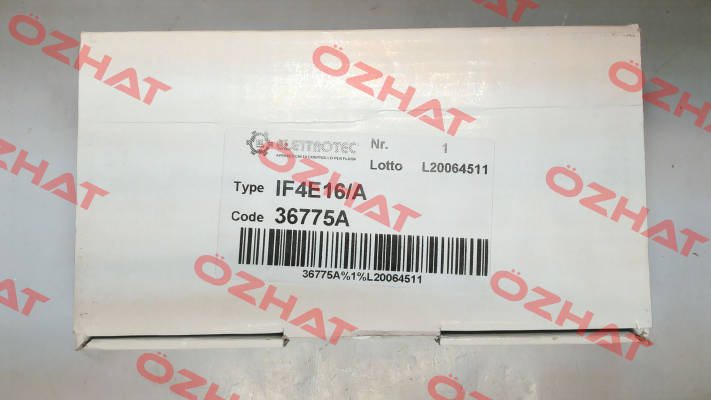 ELETTROTEC
Nr. 1
Lotto L20064511
Type IF4E16/A
Code 36775A
36775A%1%L20064511
ÖZHAT
ÖZHAT
ÖZHAT
ÖZHAT
ÖZHAT
ÖZHAT
ÖZHAT
ÖZHAT
ÖZHAT
ÖZHAT